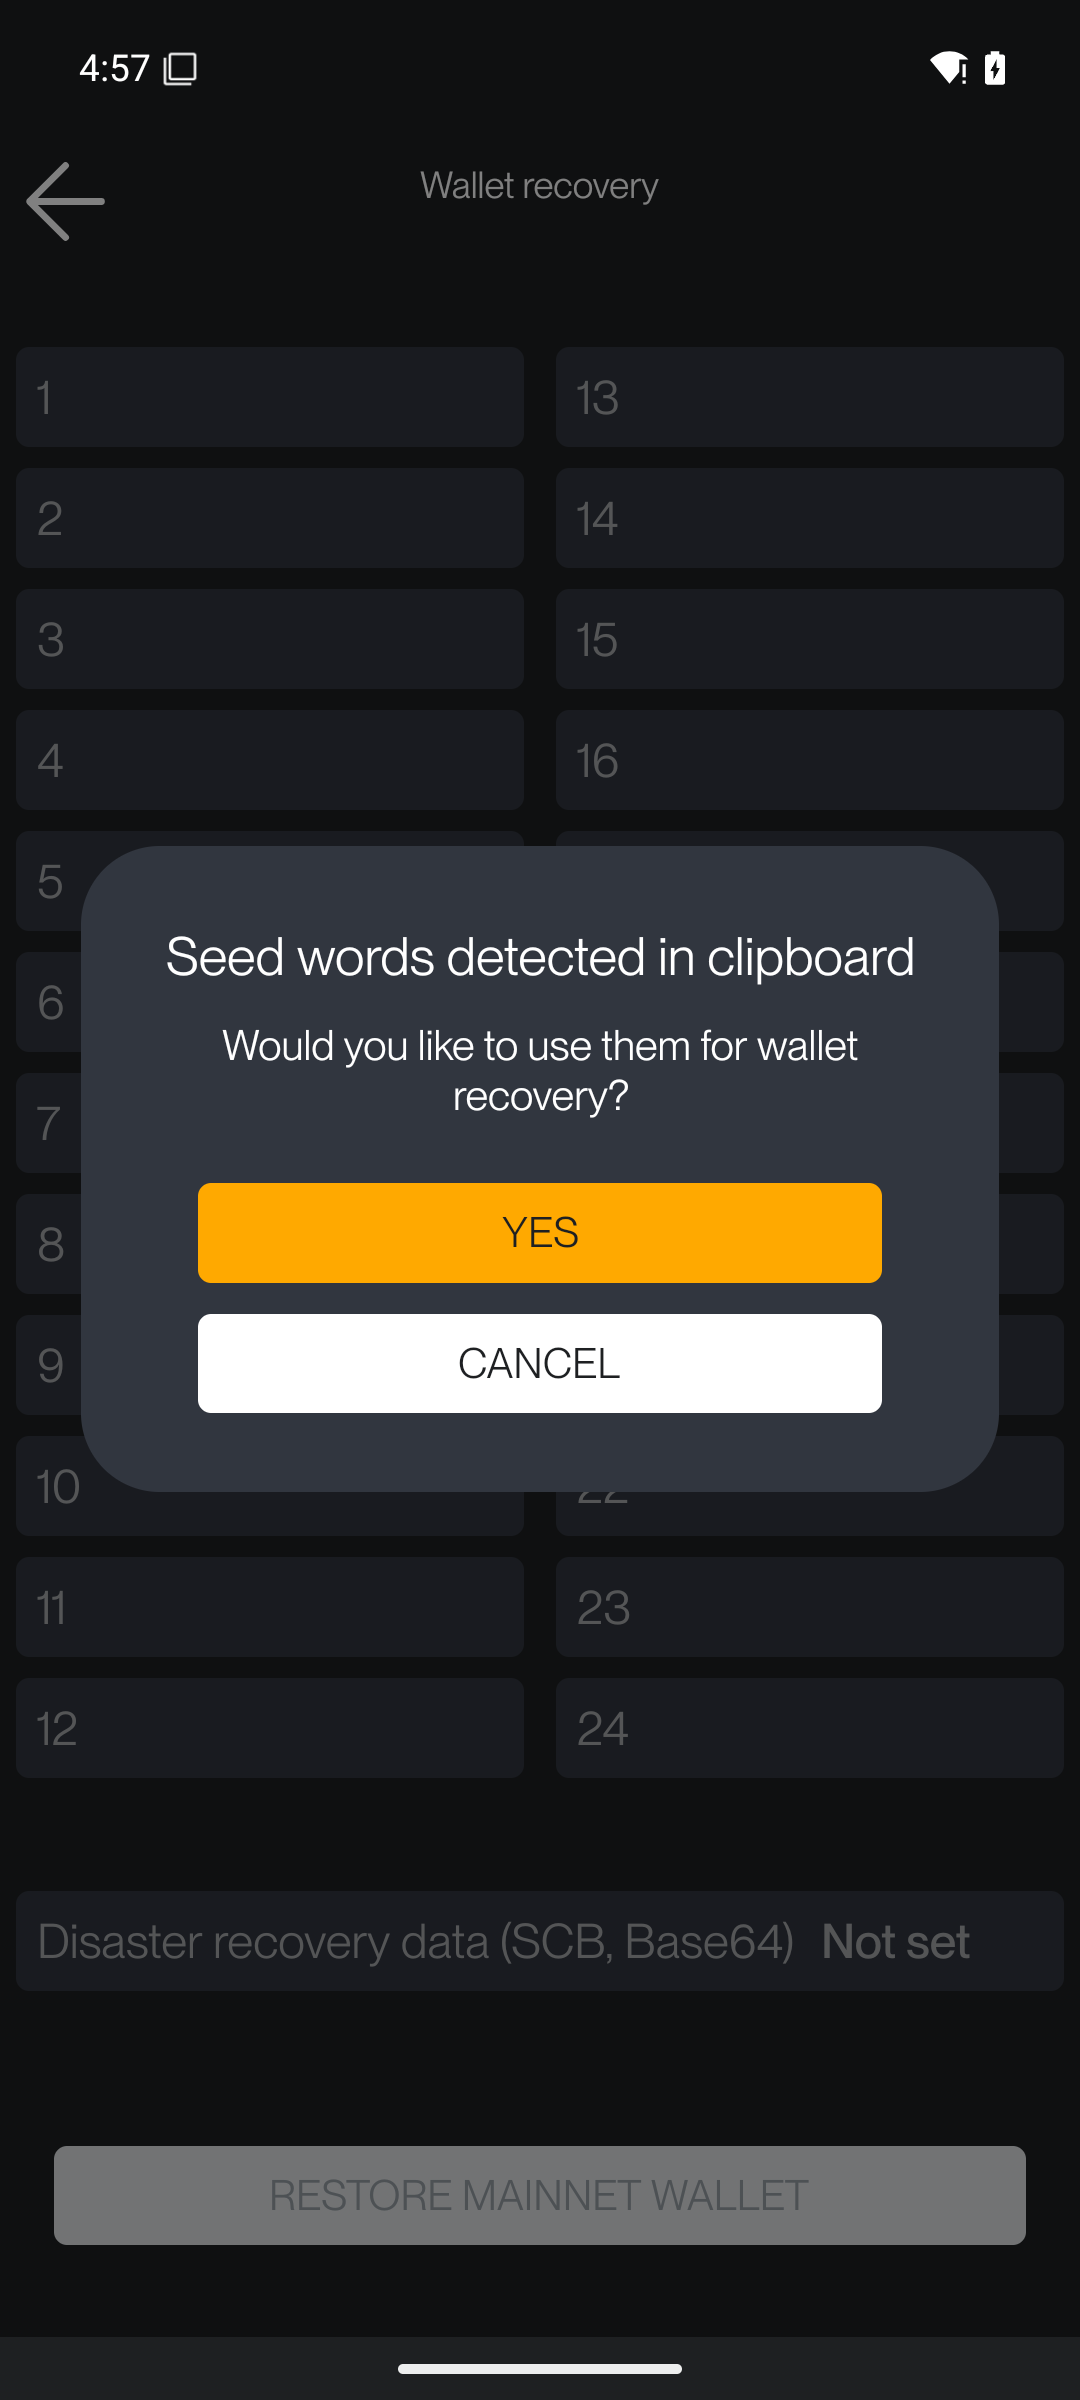 4:57
Wallet recovery
1
13
2
14
3
15
4
16
5
Seed words detected in clipboard
6
Would you like to use them for wallet
recovery?
7
YES
8
CANCEL
9
10
11
23
12
24
Disaster recovery data (SCB, Base64) Not set
RESTORE MAINNET WALLET